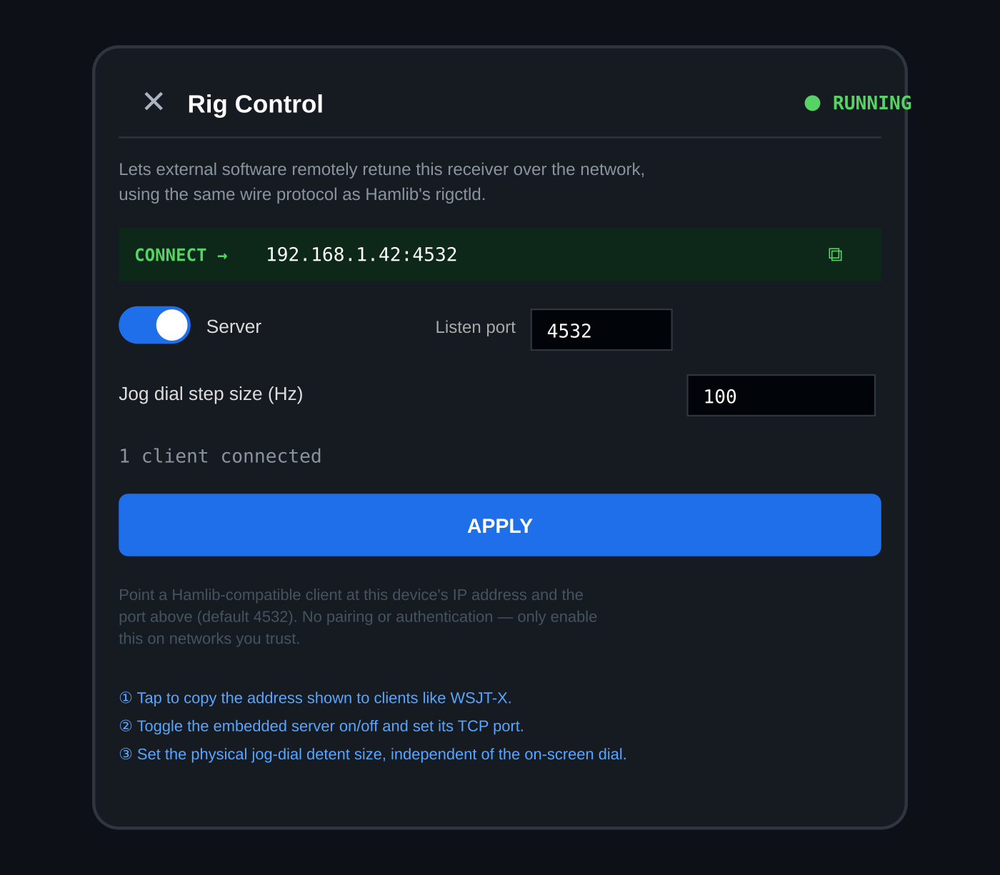 ✕ Rig Control ● RUNNING
Lets external software remotely retune this receiver over the network,
using the same wire protocol as Hamlib's rigctld.
CONNECT → 192.168.1.42:4532 ⧉
Server Listen port 4532
Jog dial step size (Hz) 100
1 client connected
APPLY
Point a Hamlib-compatible client at this device's IP address and the
port above (default 4532). No pairing or authentication — only enable
this on networks you trust.
① Tap to copy the address shown to clients like WSJT-X.
② Toggle the embedded server on/off and set its TCP port.
③ Set the physical jog-dial detent size, independent of the on-screen dial.